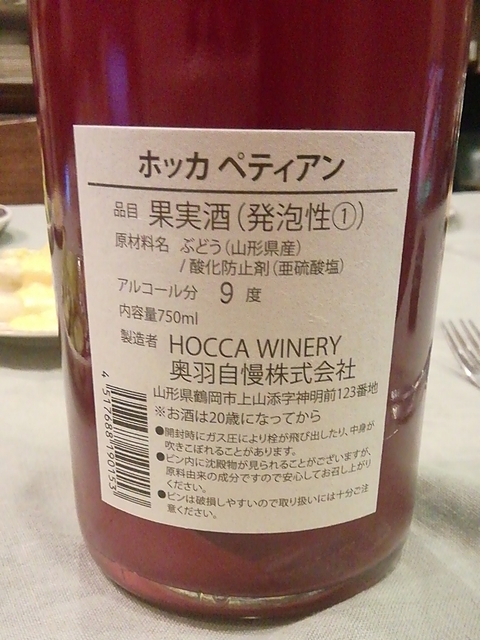 ホッカ ペティアン
品目 果実酒(発泡性①)
原材料名 ぶどう(山形県産)
/酸化防止剤(亜硫酸塩)
アルコール分 9 度
内容量750ml
製造者 HOCCA WINERY
奥羽自慢株式会社
山形県鶴岡市上山添字神明前123番地
※お酒は20歳になってから
●開封時にガス圧により栓が飛び出したり、中身が
吹きこぼれることがあります。
●ビン内に沈殿物が見られることがございますが、
原料由来の成分ですので安心してお召し上がり
ください。
●ビンは破損しやすいので取り扱いには十分ご注
意ください。
4517688190753